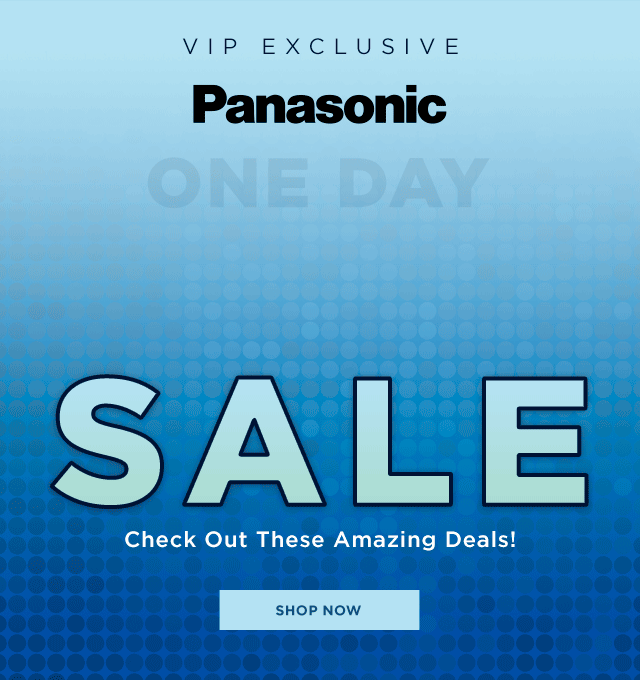 VIP EXCLUSIVE
Panasonic
ONE DAY
SALE
Check Out These Amazing Deals!
SHOP NOW